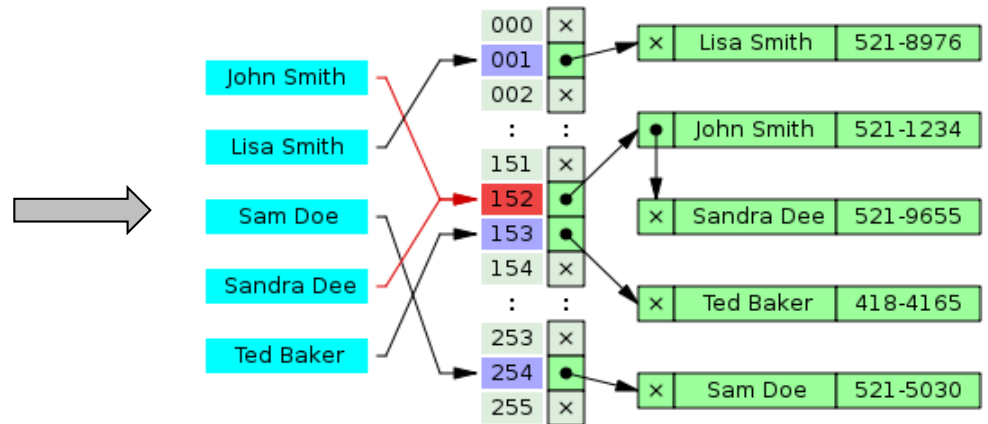 John Smith
Lisa Smith
Sam Doe
Sandra Dee
Ted Baker
000 ×
001
002 ×
: :
151 ×
152
153
154 ×
: :
253 ×
254
255 ×
× Lisa Smith 521-8976
John Smith 521-1234
× Sandra Dee 521-9655
× Ted Baker 418-4165
× Sam Doe 521-5030